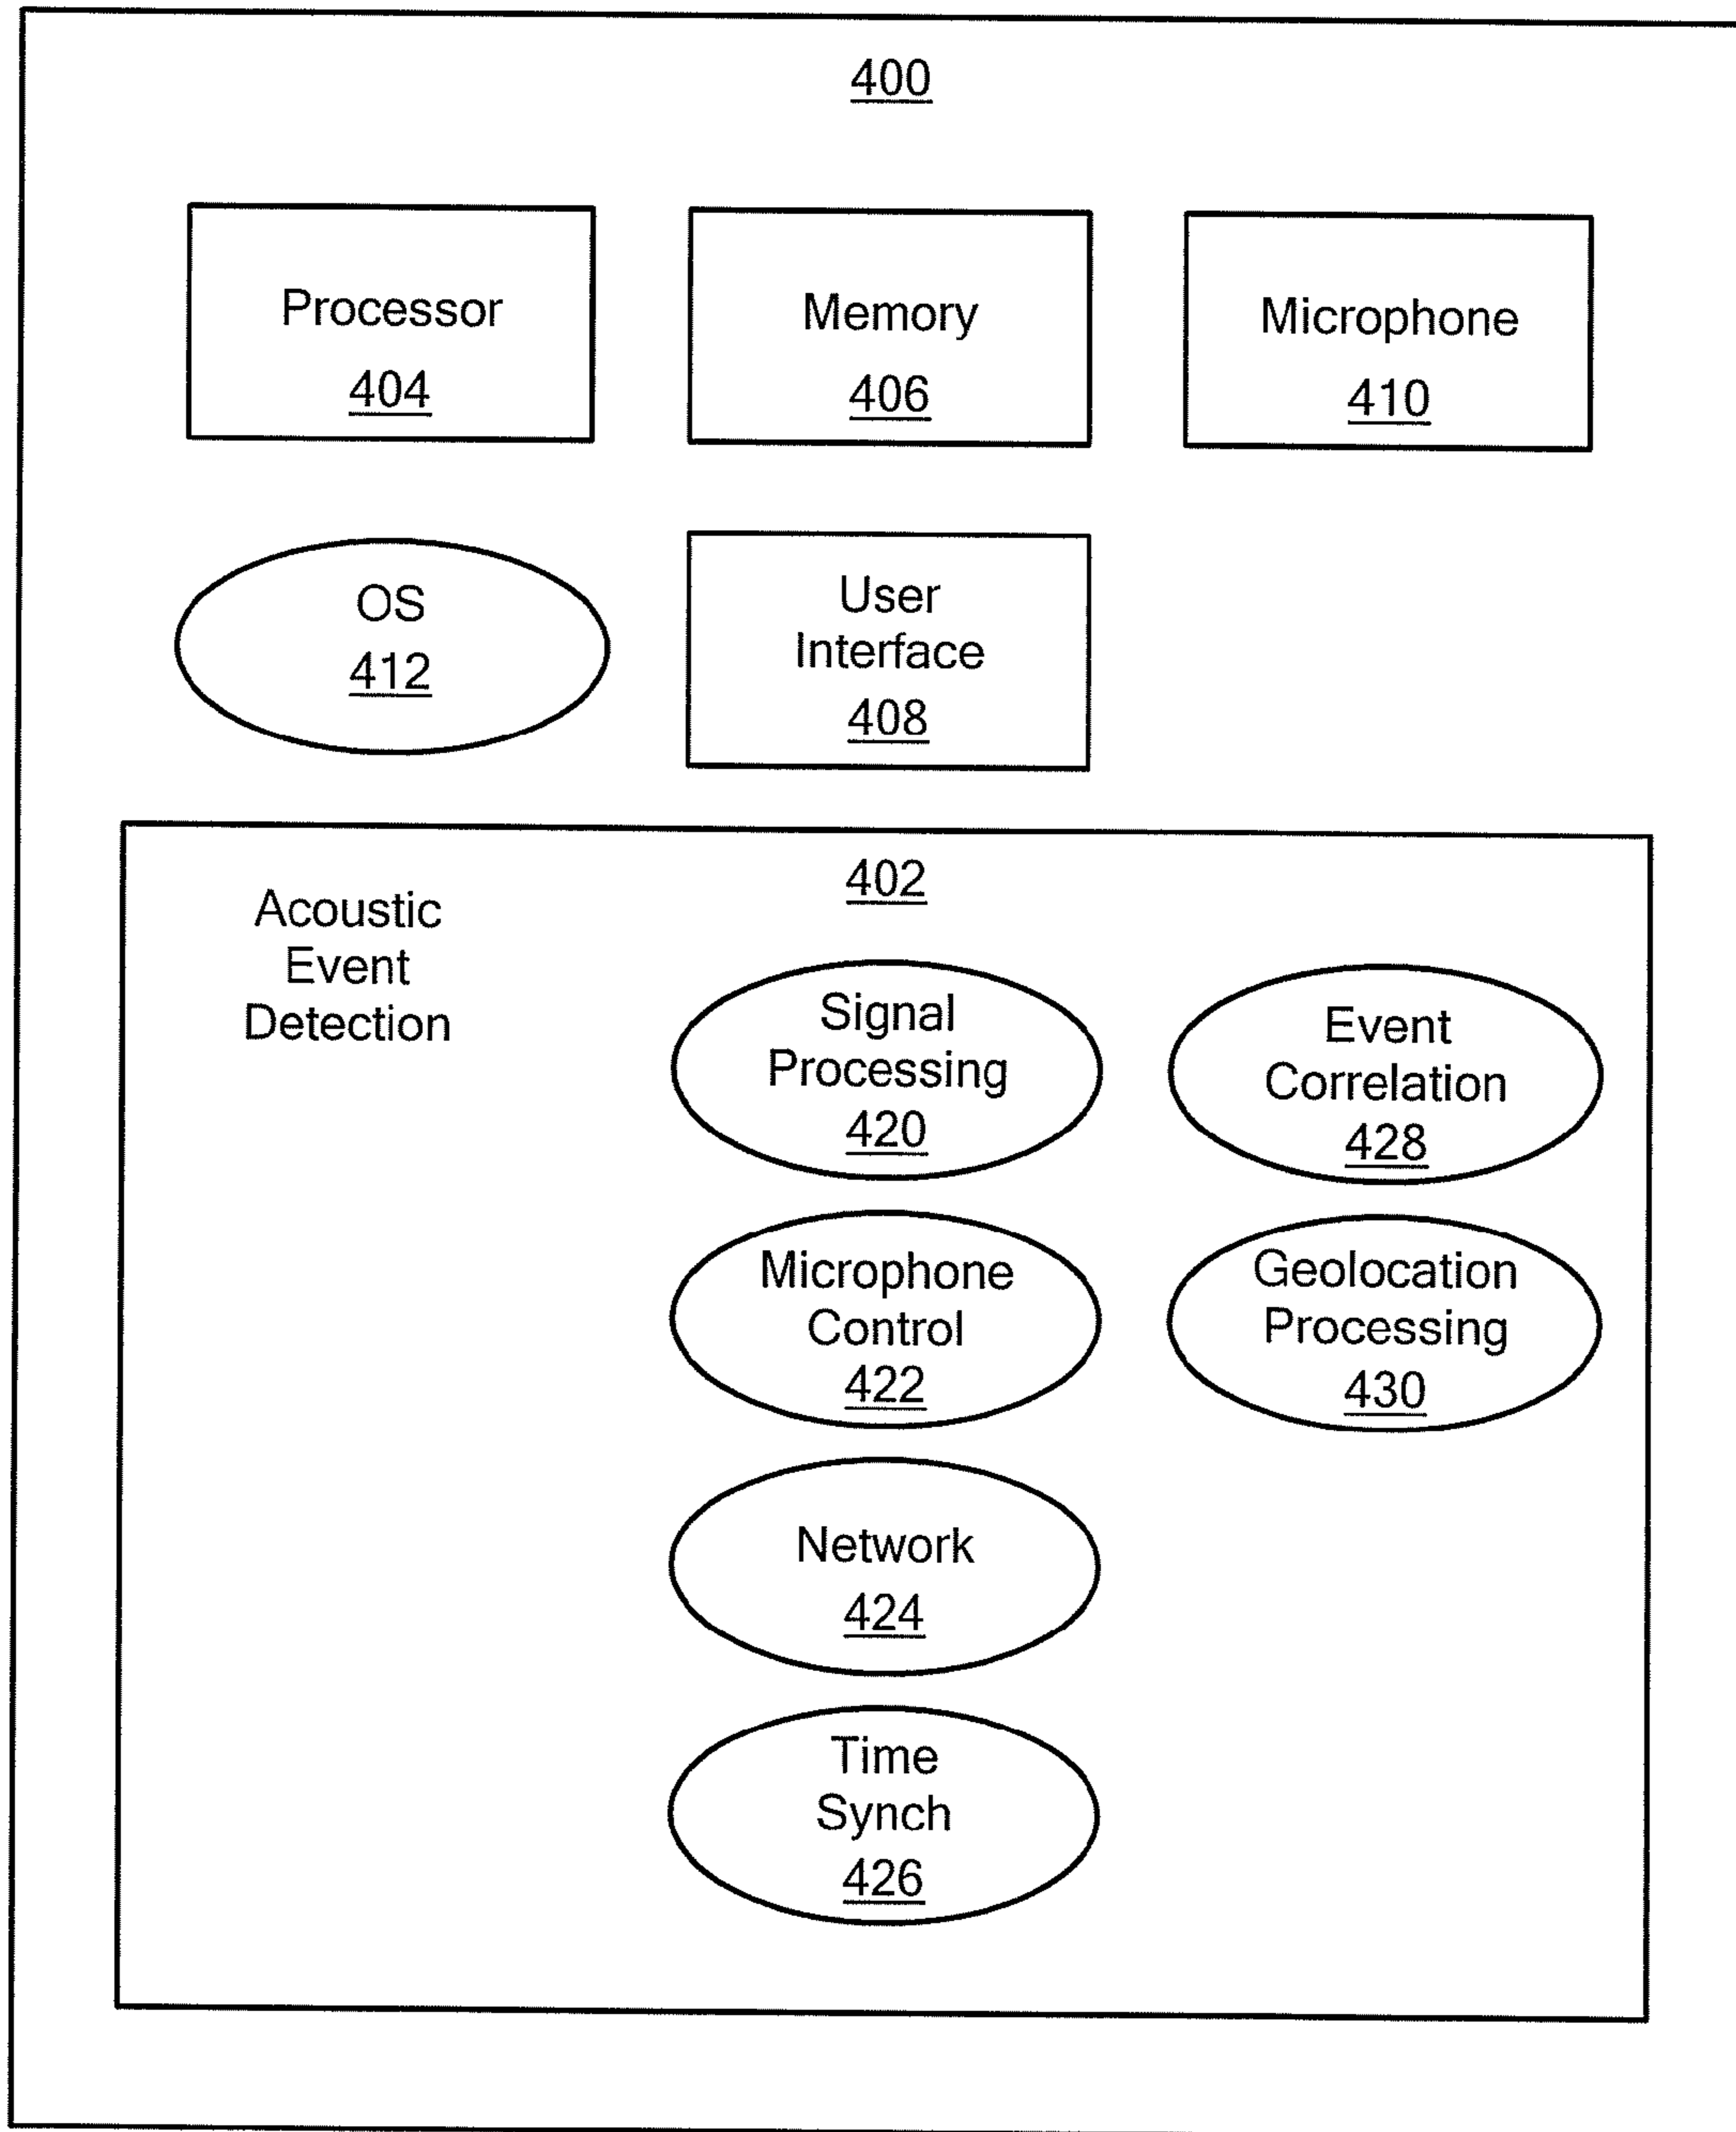 400
Processor
404
Memory
406
Microphone
410
OS
412
User
Interface
408
402
Acoustic
Event
Detection
Signal
Processing
420
Event
Correlation
428
Microphone
Control
422
Geolocation
Processing
430
Network
424
Time
Synch
426